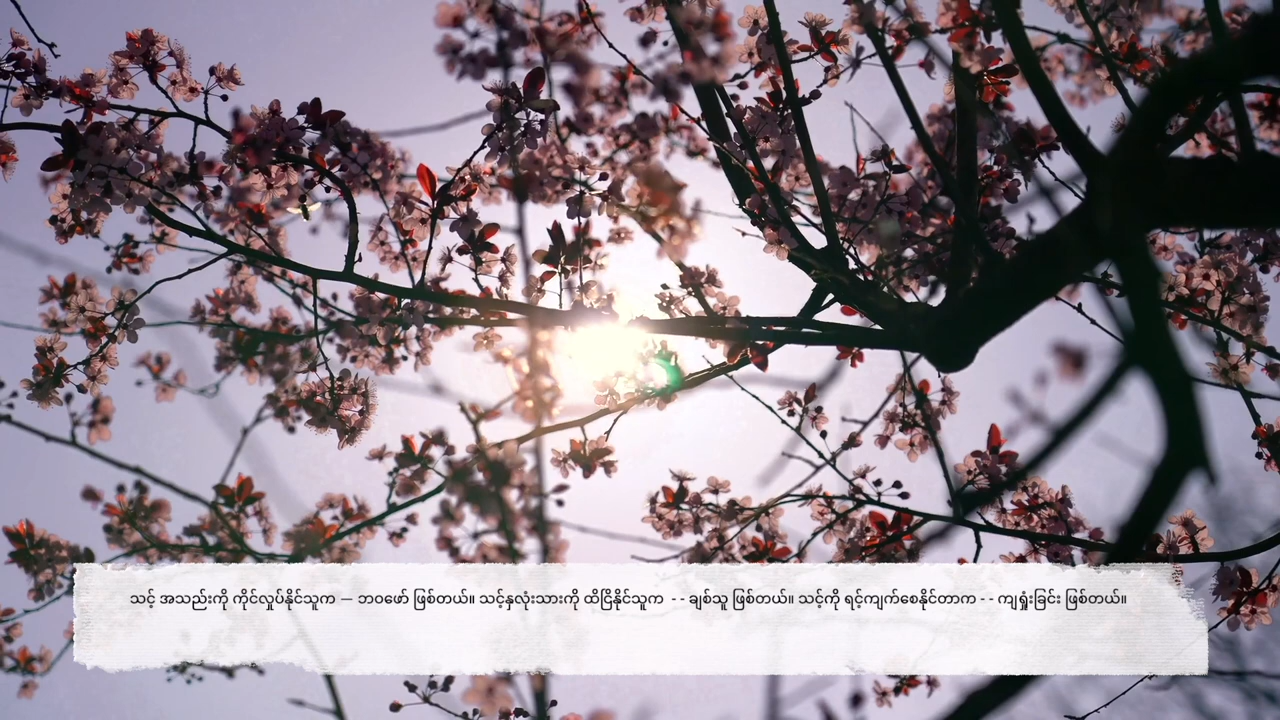 သင့် အသည်းကို ကိုင်လှုပ်နိုင်သူက — ဘဝဖော် ဖြစ်တယ်။ သင့်နှလုံးသားကို ထိငြိနိုင်သူက - - ချစ်သူ ဖြစ်တယ်။ သင့်ကို ရင့်ကျက်စေနိုင်တာက - - ကျရှုံးခြင်း ဖြစ်တယ်။